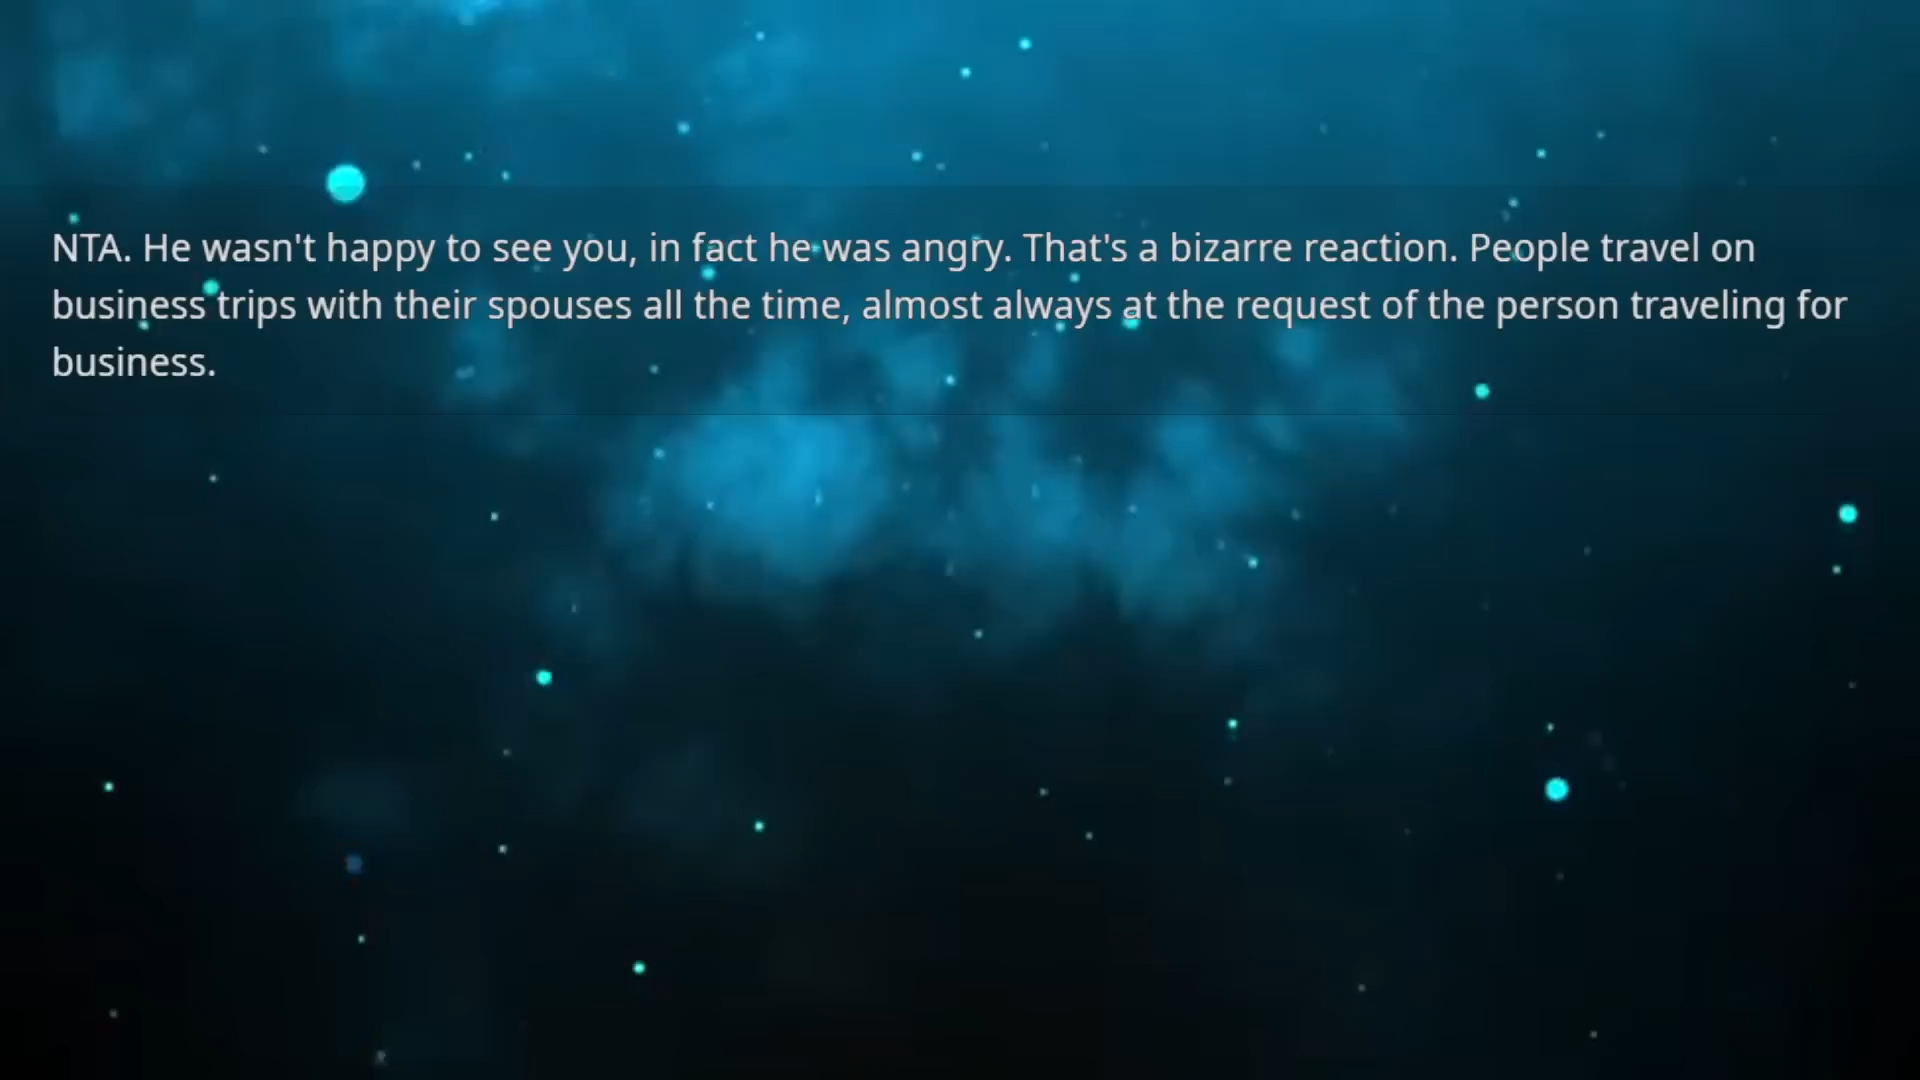 NTA. He wasn't happy to see you, in fact he was angry. That's a bizarre reaction. People travel on
business trips with their spouses all the time, almost always at the request of the person traveling for
business.